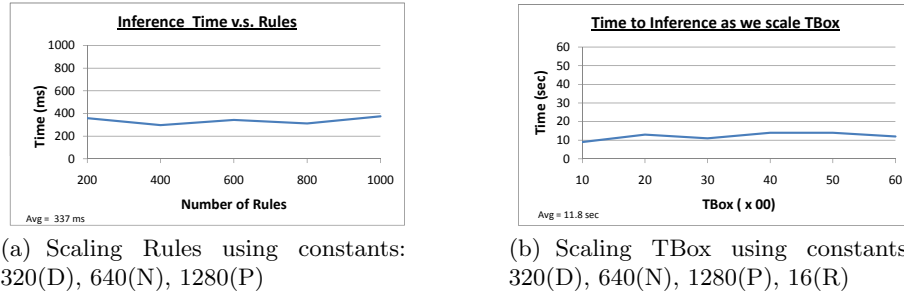 Inference Time v.s. Rules
1000
800
600
400
200
0
Time (ms)
200 400 600 800 1000
Number of Rules
Avg = 337 ms
(a) Scaling Rules using constants:
320(D), 640(N), 1280(P)
Time to Inference as we scale TBox
60
50
40
30
20
10
0
Time (sec)
10 20 30 40 50 60
TBox ( x 00)
Avg = 11.8 sec
(b) Scaling TBox using constants
320(D), 640(N), 1280(P), 16(R)